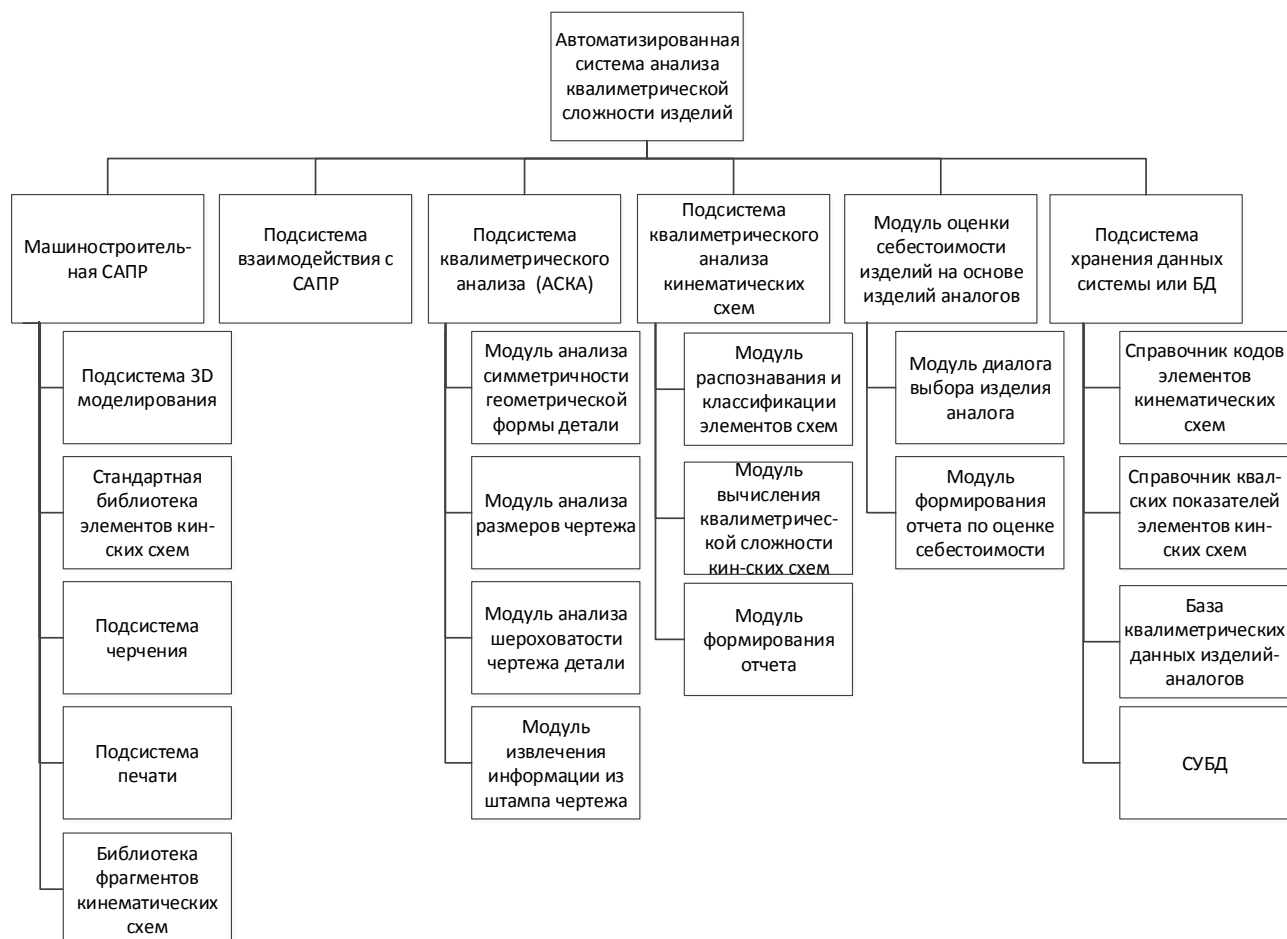 Автоматизированная
система анализа
квалиметрической
сложности изделий
Машиностроитель-
ная САПР
Подсистема
взаимодействия с
САПР
Подсистема
квалиметрического
анализа (АСКА)
Подсистема
квалиметрического
анализа
кинематических
схем
Модуль оценки
себестоимости
изделий на основе
изделий аналогов
Подсистема
хранения данных
системы или БД
Подсистема 3D
моделирования
Стандартная
библиотека
элементов кин-
ских схем
Подсистема
черчения
Подсистема
печати
Библиотека
фрагментов
кинематических
схем
Модуль анализа
симметричности
геометрической
формы детали
Модуль анализа
размеров чертежа
Модуль анализа
шероховатости
чертежа детали
Модуль
извлечения
информации из
штампа чертежа
Модуль
распознавания и
классификации
элементов схем
Модуль
вычисления
квалиметричес-
кой сложности
кин-ских схем
Модуль
формирования
отчета
Модуль диалога
выбора изделия
аналога
Модуль
формирования
отчета по оценке
себестоимости
Справочник кодов
элементов
кинематических
схем
Справочник квал-
ских показателей
элементов кин-
ских схем
База
квалиметрических
данных изделий-
аналогов
СУБД